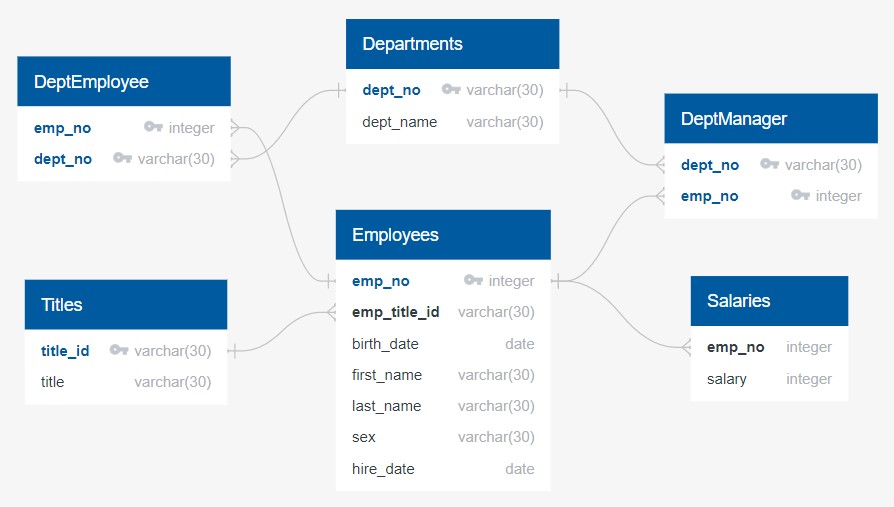 DeptEmployee
emp_no integer
dept_no varchar(30)
Departments
dept_no varchar(30)
dept_name varchar(30)
DeptManager
dept_no varchar(30)
emp_no integer
Employees
emp_no integer
emp_title_id varchar(30)
birth_date date
first_name varchar(30)
last_name varchar(30)
sex varchar(30)
hire_date date
Titles
title_id varchar(30)
title varchar(30)
Salaries
emp_no integer
salary integer